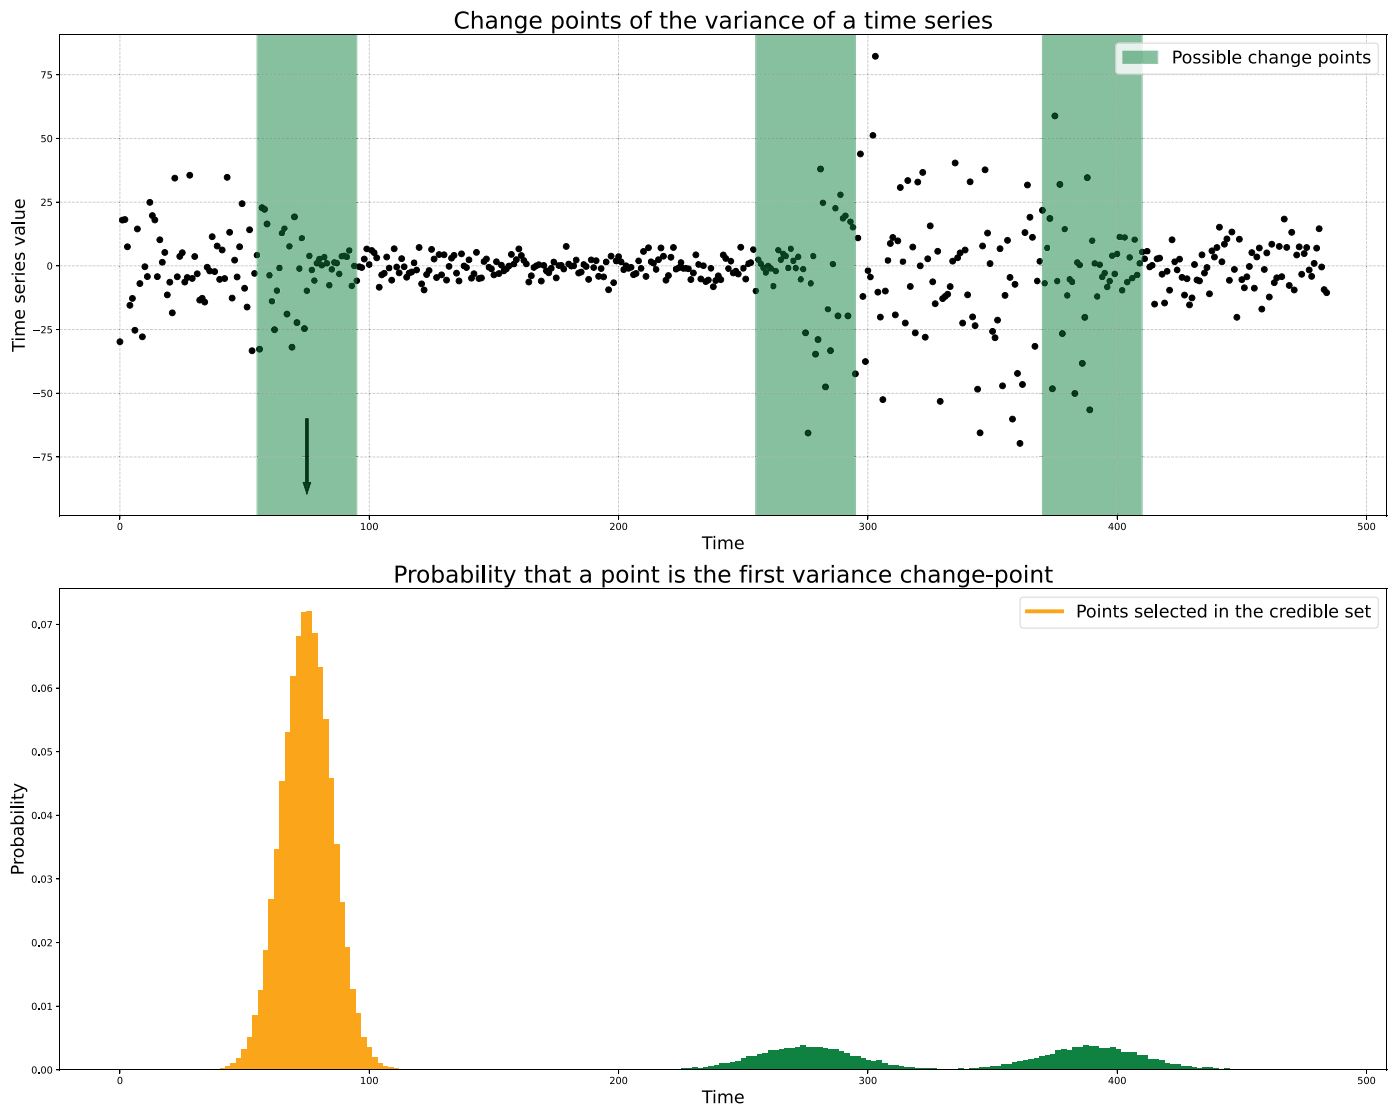 Change points of the variance of a time series
Possible change points
Time series value
75
50
25
0
−25
−50
−75
0 100 200 300 400 500
Time
Probability that a point is the first variance change-point
Points selected in the credible set
Probability
0.07
0.06
0.05
0.04
0.03
0.02
0.01
0.00
0 100 200 300 400 500
Time